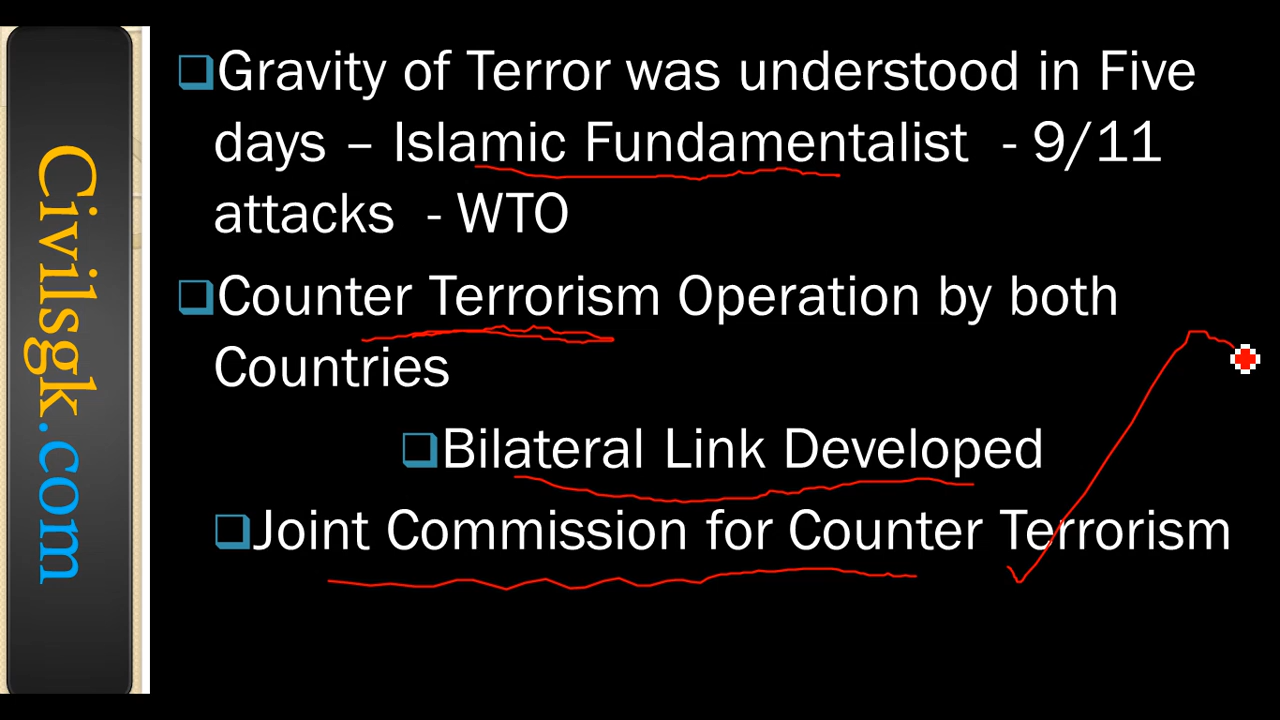 Civilsgk.com
Gravity of Terror was understood in Five
days – Islamic Fundamentalist - 9/11
attacks - WTO
Counter Terrorism Operation by both
Countries
Bilateral Link Developed
Joint Commission for Counter Terrorism